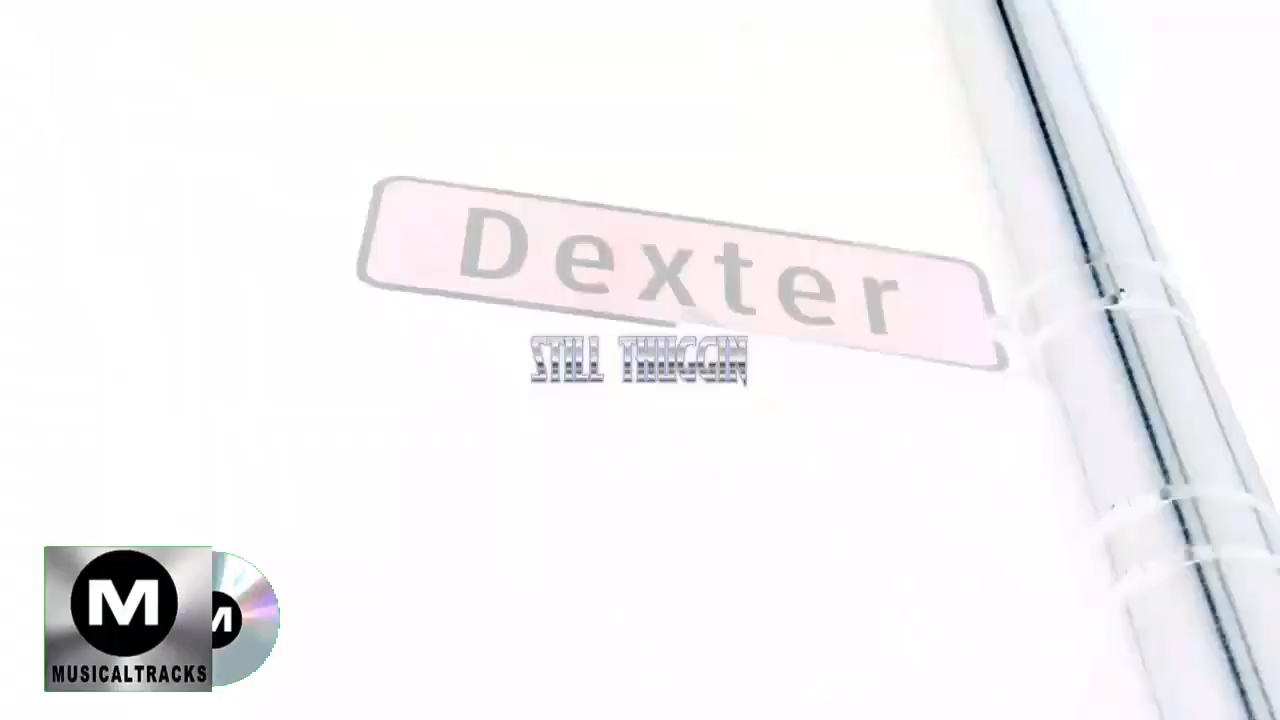 Dexter
STILL THUGGIN
M
M
MUSICALTRACKS